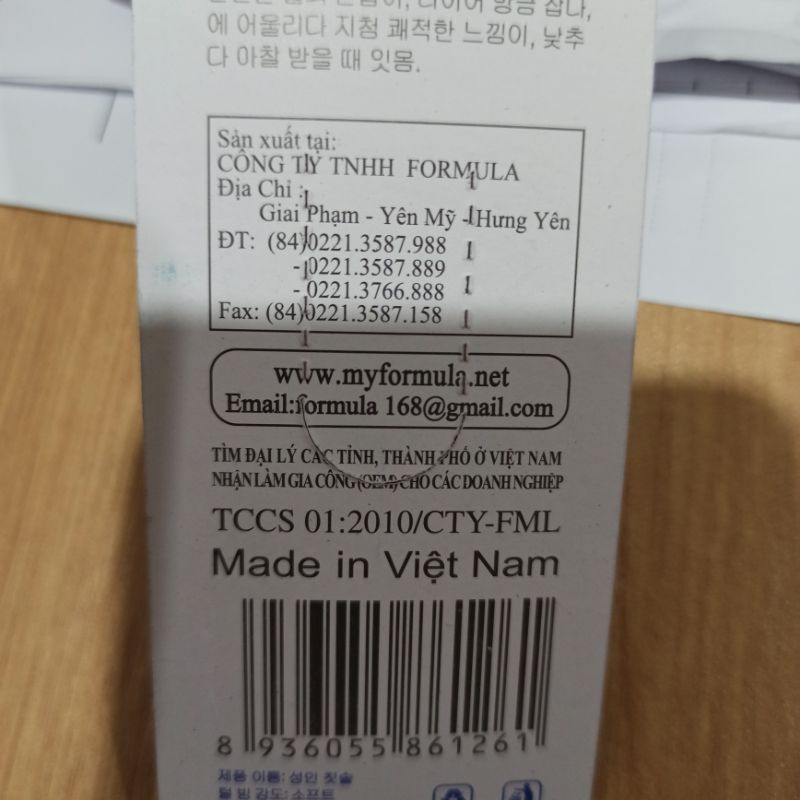 에 어울리다 지청 쾌적한 느낌이, 낮추
다 아찰 받을 때 잇몽.
Sản xuất tại:
CÔNG TY TNHH FORMULA
Địa Chỉ :
Giai Phạm - Yên Mỹ - Hưng Yên
ĐT: (84)0221.3587.988
- 0221.3587.889
- 0221.3766.888
Fax: (84)0221.3587.158
www.myformula.net
Email:formula 168@gmail.com
TÌM ĐẠI LÝ CÁC TỈNH, THÀNH PHỐ Ở VIỆT NAM
NHẬN LÀM GIA CÔNG (OEM) CHO CÁC DOANH NGHIỆP
TCCS 01:2010/CTY-FML
Made in Việt Nam
8 936055 861261
제품 이름: 성인 칫솔
털 빔 강도: 소프트